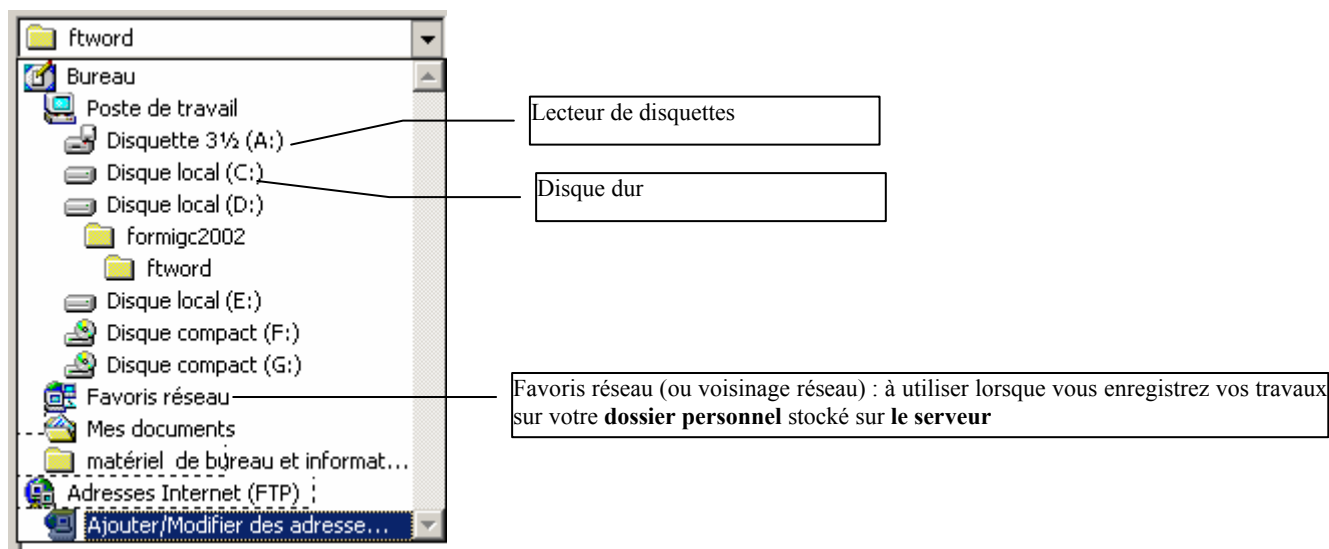 ftword
Bureau
Poste de travail
Disquette 3½ (A:)
Disque local (C:)
Disque local (D:)
formigc2002
ftword
Disque local (E:)
Disque compact (F:)
Disque compact (G:)
Favoris réseau
Mes documents
matériel de bureau et informat...
Adresses Internet (FTP)
Ajouter/Modifier des adresse...
Lecteur de disquettes
Disque dur
Favoris réseau (ou voisinage réseau) : à utiliser lorsque vous enregistrez vos travaux
sur votre dossier personnel stocké sur le serveur